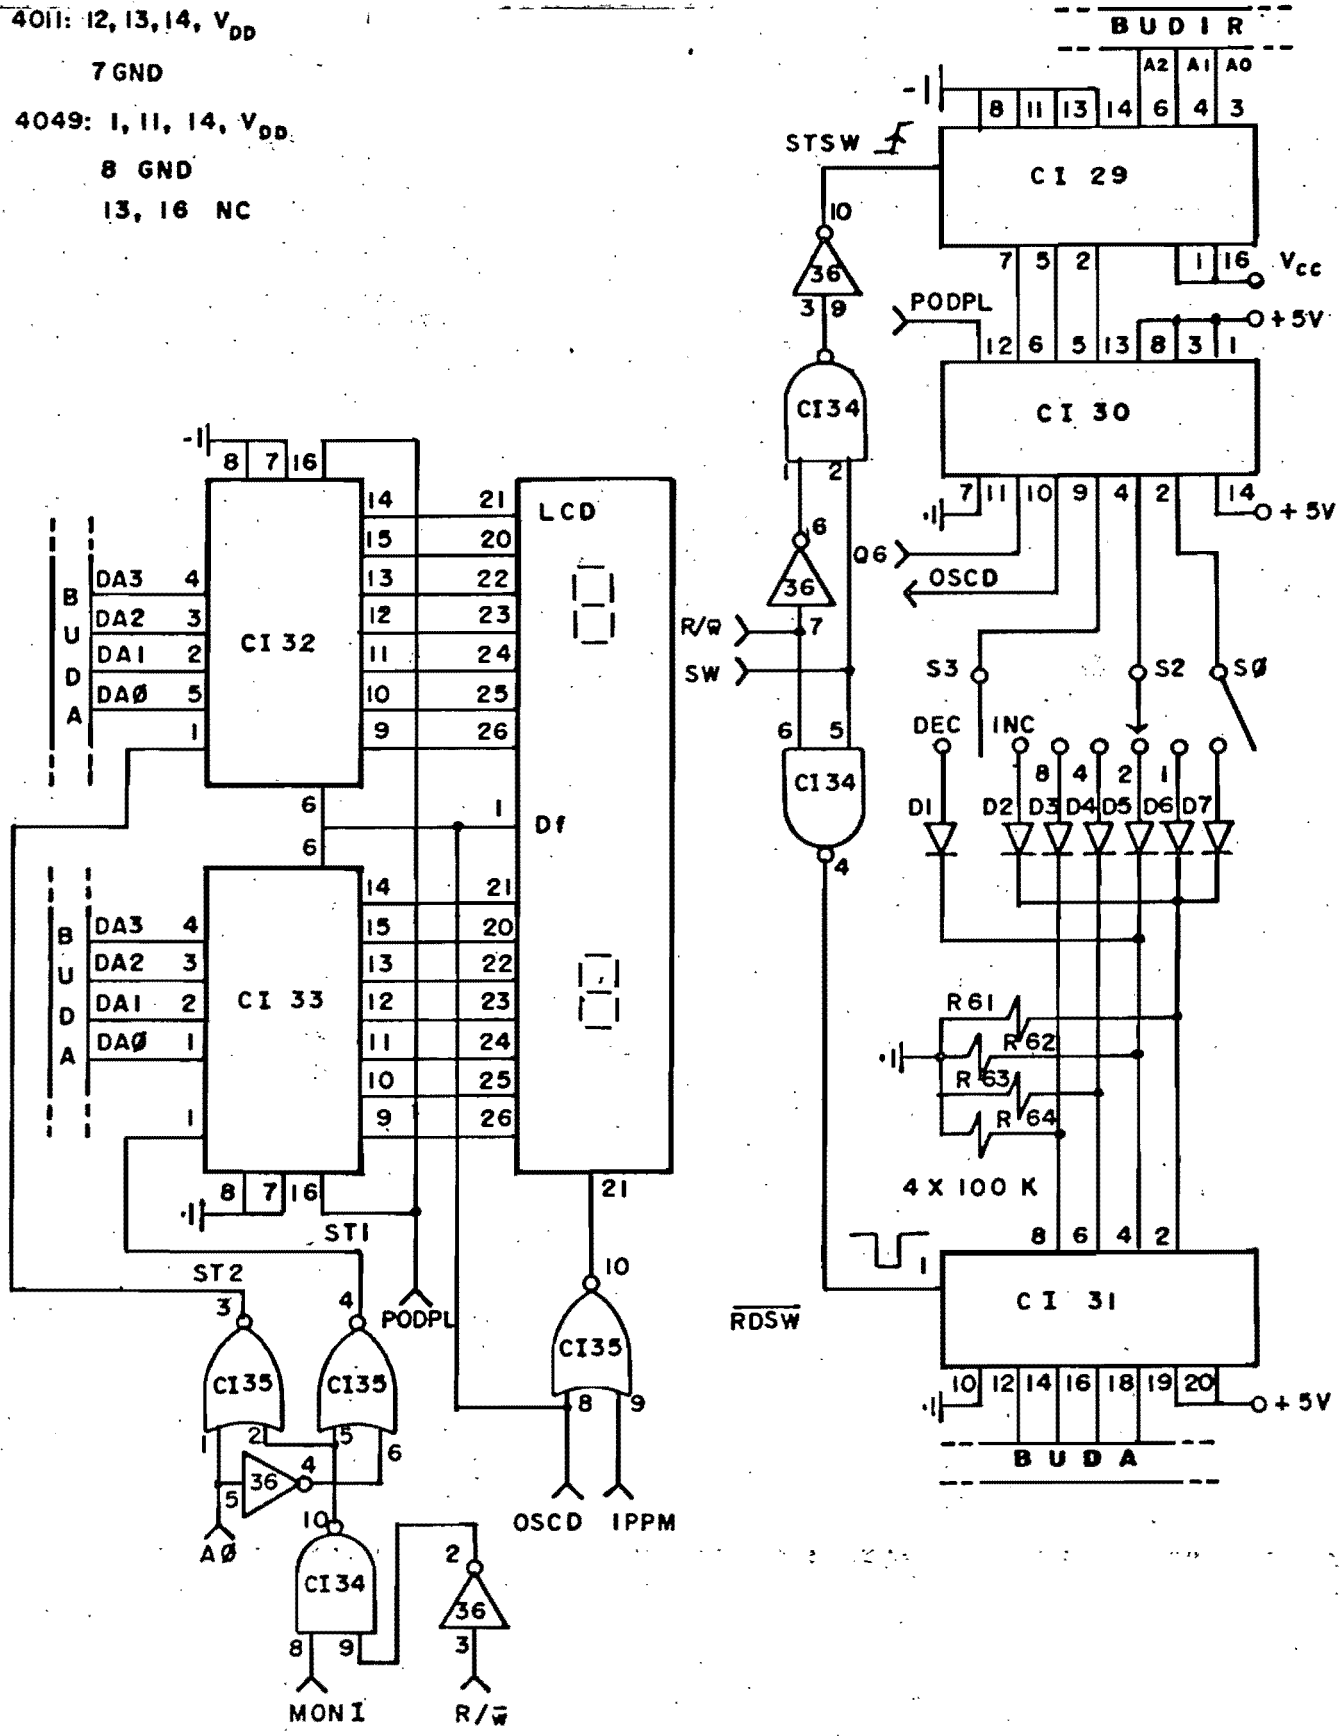 4011: 12, 13, 14, VDD
7 GND
4049: 1, 11, 14, VDD
8 GND
13, 16 NC
BUDIR
A2 A1 A0
8 11 13 14 6 4 3
STSW
CI 29
10
36
3 9
7 5 2 1 16 Vcc
PODPL
+5V
12 6 5 13 8 3 1
CI 30
CI34
1 2
7 11 10 9 4 2 14
+5V
6
Q6
36
OSCD
R/W̅
7
SW
S3 S2 SØ
6 5
DEC INC
8 4 2 1
CI34
D1 D2 D3 D4 D5 D6 D7
4
R 61
R 62
R 63
R 64
4 X 100 K
8 6 4 2
1
CI 31
R̅D̅S̅W̅
10 12 14 16 18 19 20
+ 5V
BUDA
8 7 16
BUDA
DA3 4
DA2 3
DA1 2
DAØ 5
1
CI 32
14 21
15 20
13 22
12 23
11 24
10 25
9 26
LCD
6
1 Df
6
BUDA
DA3 4
DA2 3
DA1 2
DAØ 1
1
CI 33
14 21
15 20
13 22
12 23
11 24
10 25
9 26
8 7 16
21
ST1
ST2
3 4
PODPL
10
CI35
CI35
CI35
8 9
1 2 5 6
36
4
5
AØ
OSCD 1PPM
10
CI34
8 9
2
36
3
MON1
R/w̅